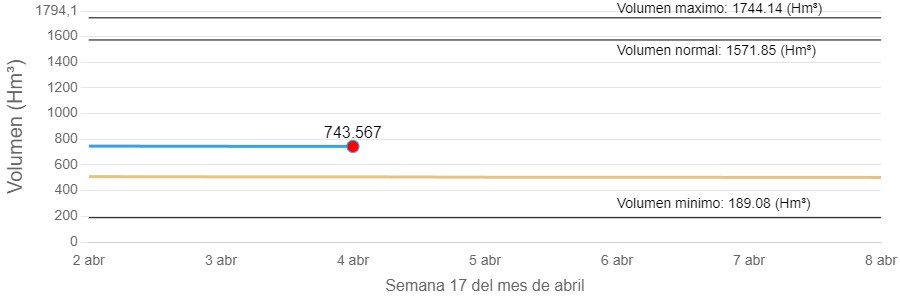 Volumen maximo: 1744.14 (Hm³)
1794,1
1600
Volumen normal: 1571.85 (Hm³)
1400
1200
1000
743.567
800
600
400
Volumen minimo: 189.08 (Hm³)
200
0
Volumen (Hm³)
2 abr 3 abr 4 abr 5 abr 6 abr 7 abr 8 abr
Semana 17 del mes de abril